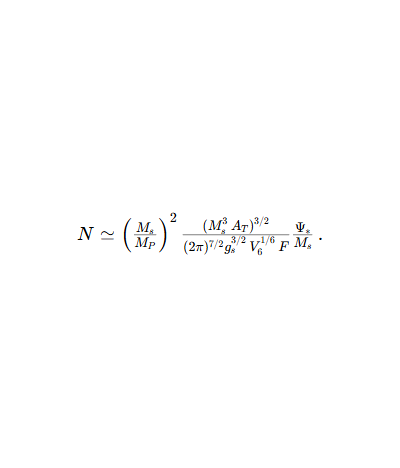 $N \simeq \left( \frac{M_s}{M_P} \right)^2 \frac{(M_s^3 \, A_T)^{3/2}}{(2\pi)^{7/2} g_s^{3/2} \, V_6^{1/6} \, F} \frac{\Psi_*}{M_s} \, .$